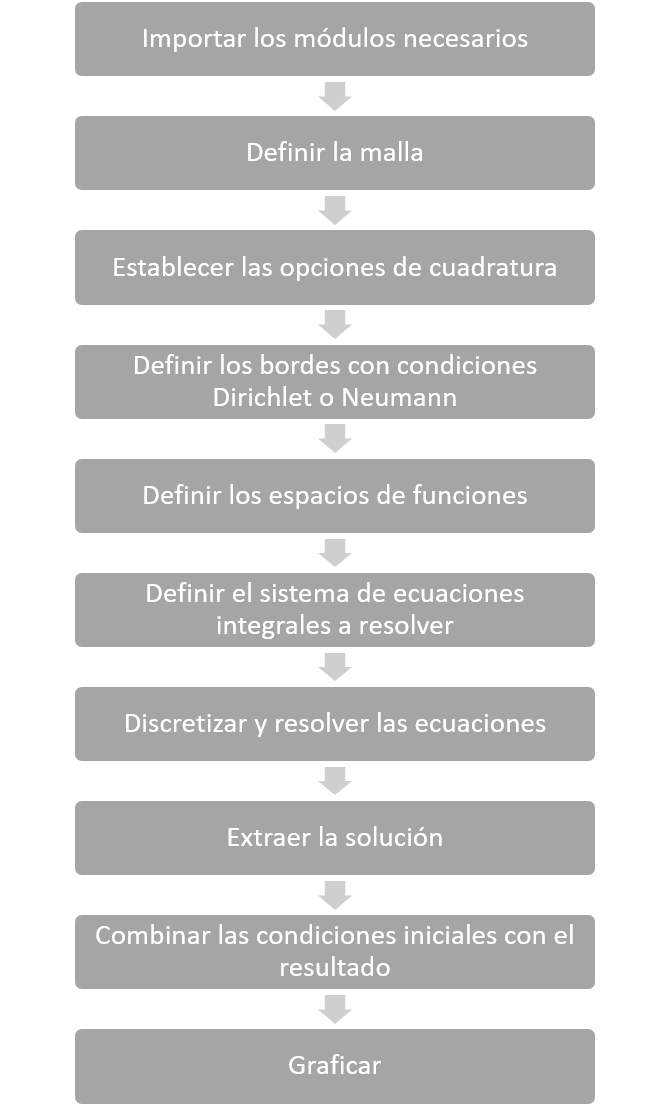 Importar los módulos necesarios
Definir la malla
Establecer las opciones de cuadratura
Definir los bordes con condiciones
Dirichlet o Neumann
Definir los espacios de funciones
Definir el sistema de ecuaciones
integrales a resolver
Discretizar y resolver las ecuaciones
Extraer la solución
Combinar las condiciones iniciales con el
resultado
Graficar